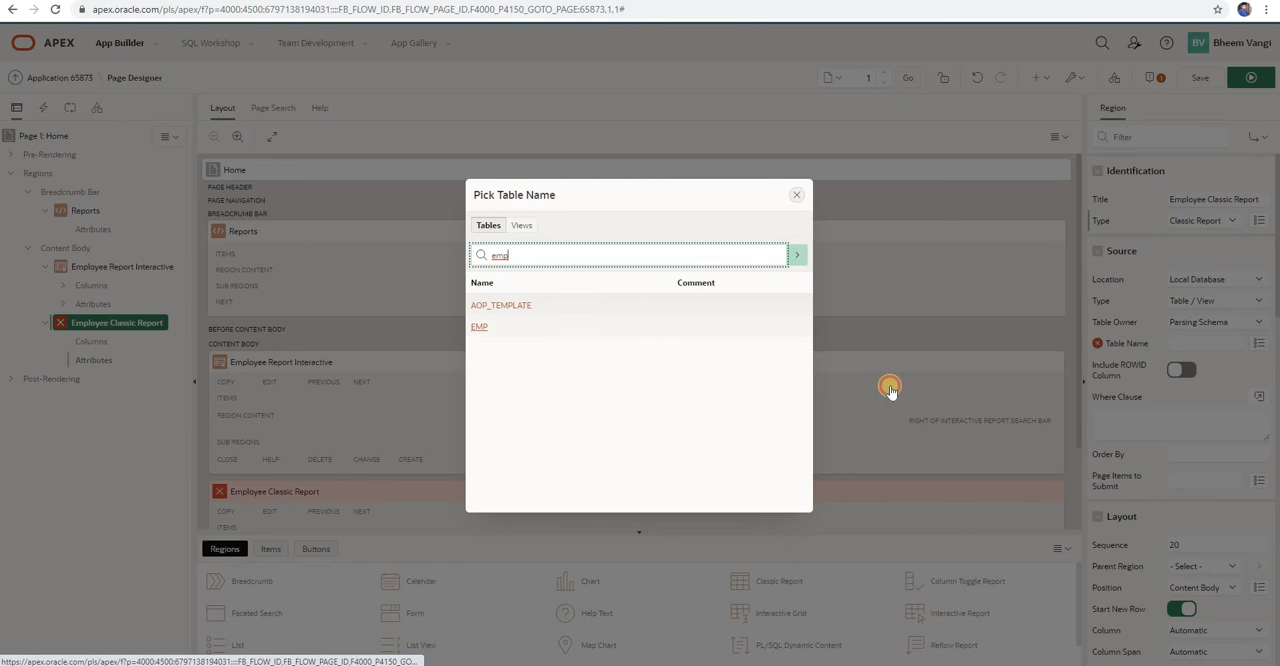 apex.oracle.com/pls/apex/f?p=4000:4500:6797138194031::::FB_FLOW_ID,FB_FLOW_PAGE_ID,F4000_P4150_GOTO_PAGE:65873,1,1#
APEX App Builder SQL Workshop Team Development App Gallery BV Bheem Vangi
Application 65873 Page Designer 1 Go 1 Save
Layout Page Search Help Region
Page 1: Home
Filter
Pre-Rendering
Regions
Breadcrumb Bar
Reports
Attributes
Content Body
Employee Report Interactive
Columns
Attributes
Employee Classic Report
Columns
Attributes
Post-Rendering
Home
PAGE HEADER
PAGE NAVIGATION
BREADCRUMB BAR
Reports
ITEMS
REGION CONTENT
SUB REGIONS
NEXT
BEFORE CONTENT BODY
CONTENT BODY
Employee Report Interactive
COPY EDIT PREVIOUS NEXT
ITEMS
REGION CONTENT
RIGHT OF INTERACTIVE REPORT SEARCH BAR
SUB REGIONS
CLOSE HELP DELETE CHANGE CREATE
Employee Classic Report
COPY EDIT PREVIOUS NEXT
ITEMS
Pick Table Name
Tables Views
emp
Name Comment
AOP_TEMPLATE
EMP
Regions Items Buttons
Breadcrumb Calendar Chart Classic Report Column Toggle Report
Faceted Search Form Help Text Interactive Grid Interactive Report
List List View Map Chart PL/SQL Dynamic Content Reflow Report
Identification
Title Employee Classic Report
Type Classic Report
Source
Location Local Database
Type Table / View
Table Owner Parsing Schema
Table Name
Include ROWID
Column
Where Clause
Order By
Page Items to
Submit
Layout
Sequence 20
Parent Region - Select -
Position Content Body
Start New Row
Column Automatic
Column Span Automatic
https://apex.oracle.com/pls/apex/f?p=4000:4500:6797138194031::::FB_FLOW_ID,FB_FLOW_PAGE_ID,F4000_P4150_GO...